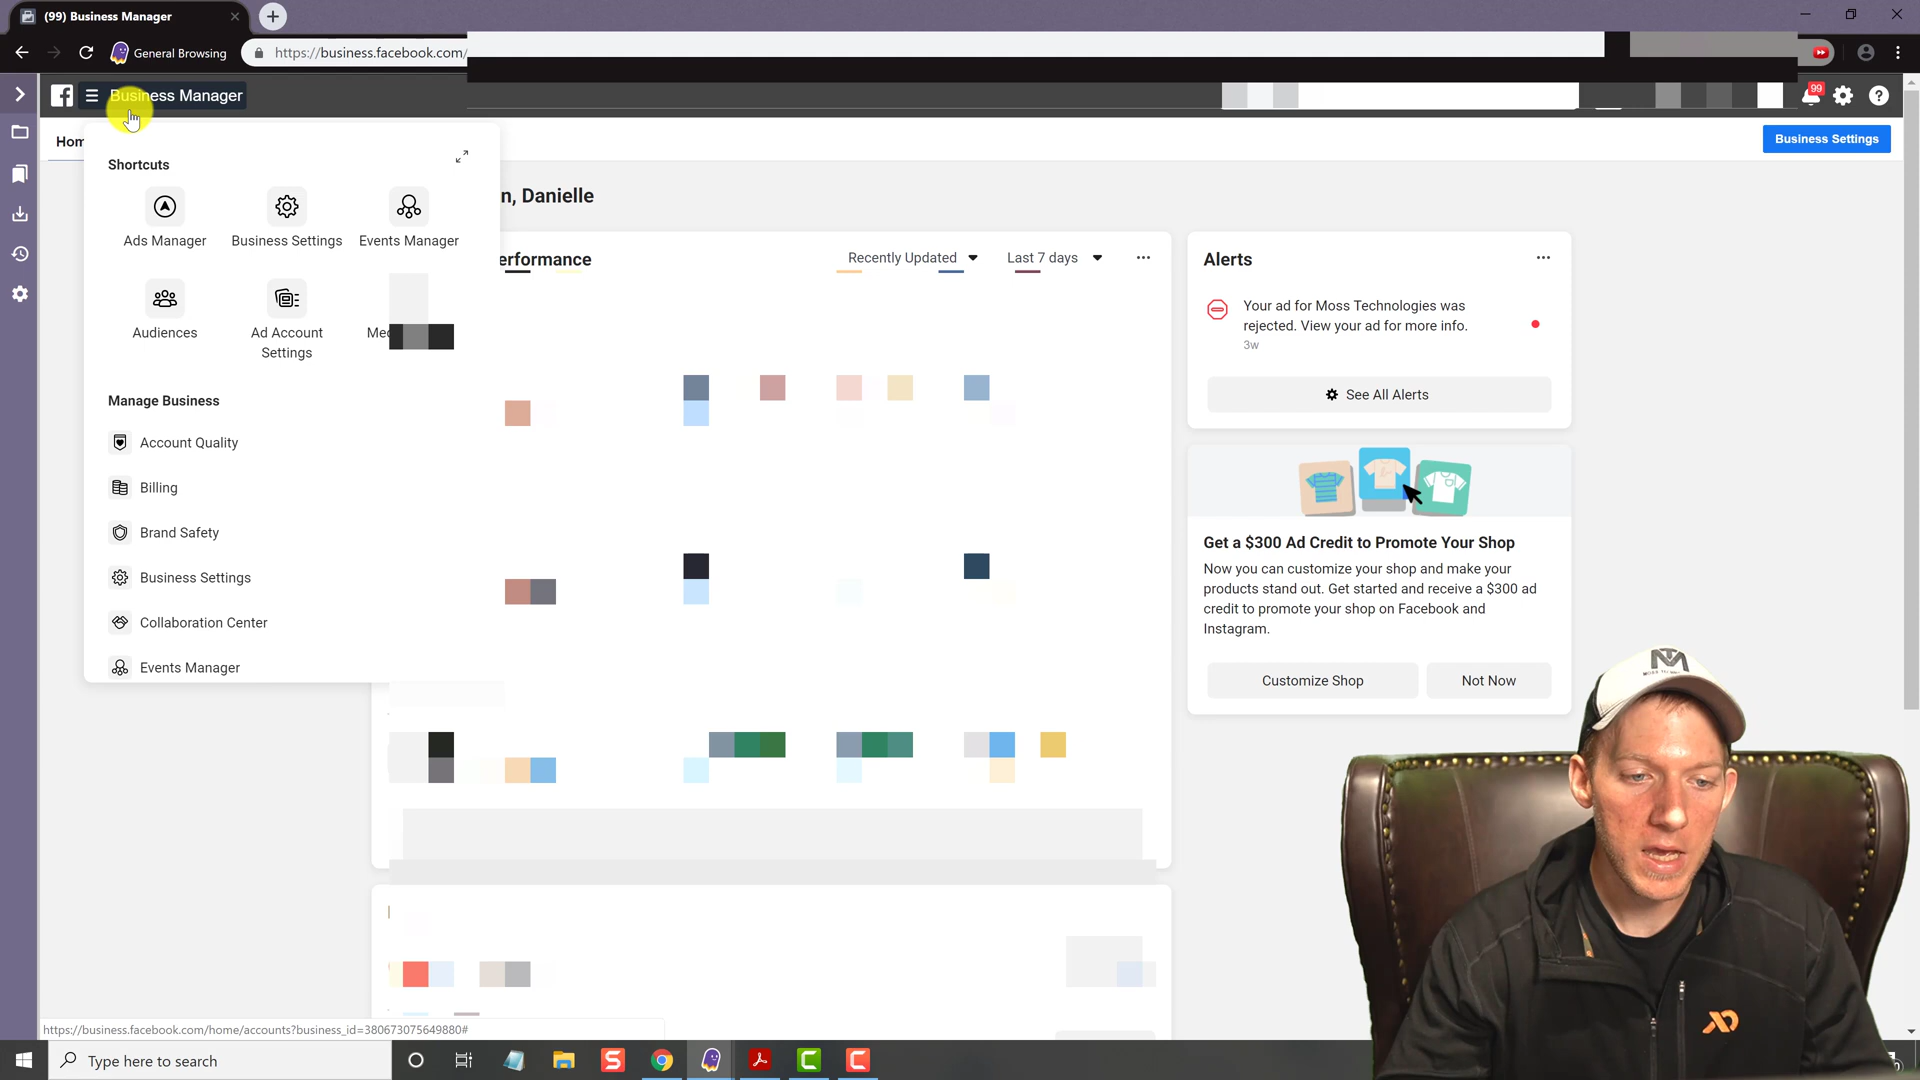 (99) Business Manager
General Browsing
https://business.facebook.com/
Business Manager
99
Hom
Business Settings
Shortcuts
n, Danielle
Ads Manager
Business Settings
Events Manager
erformance
Recently Updated
Last 7 days
Alerts
Your ad for Moss Technologies was
rejected. View your ad for more info.
3w
Audiences
Ad Account
Settings
Med
See All Alerts
Manage Business
Account Quality
Billing
Brand Safety
Business Settings
Collaboration Center
Events Manager
Get a $300 Ad Credit to Promote Your Shop
Now you can customize your shop and make your
products stand out. Get started and receive a $300 ad
credit to promote your shop on Facebook and
Instagram.
Customize Shop
Not Now
https://business.facebook.com/home/accounts?business_id=380673075649880#
Type here to search